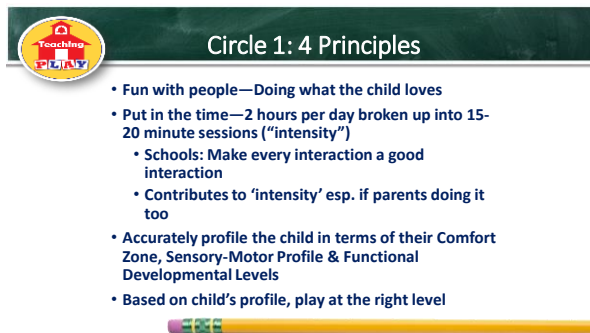 Teaching
PLAY
Circle 1: 4 Principles
• Fun with people—Doing what the child loves
• Put in the time—2 hours per day broken up into 15-
20 minute sessions (“intensity”)
• Schools: Make every interaction a good
interaction
• Contributes to ‘intensity’ esp. if parents doing it
too
• Accurately profile the child in terms of their Comfort
Zone, Sensory-Motor Profile & Functional
Developmental Levels
• Based on child’s profile, play at the right level